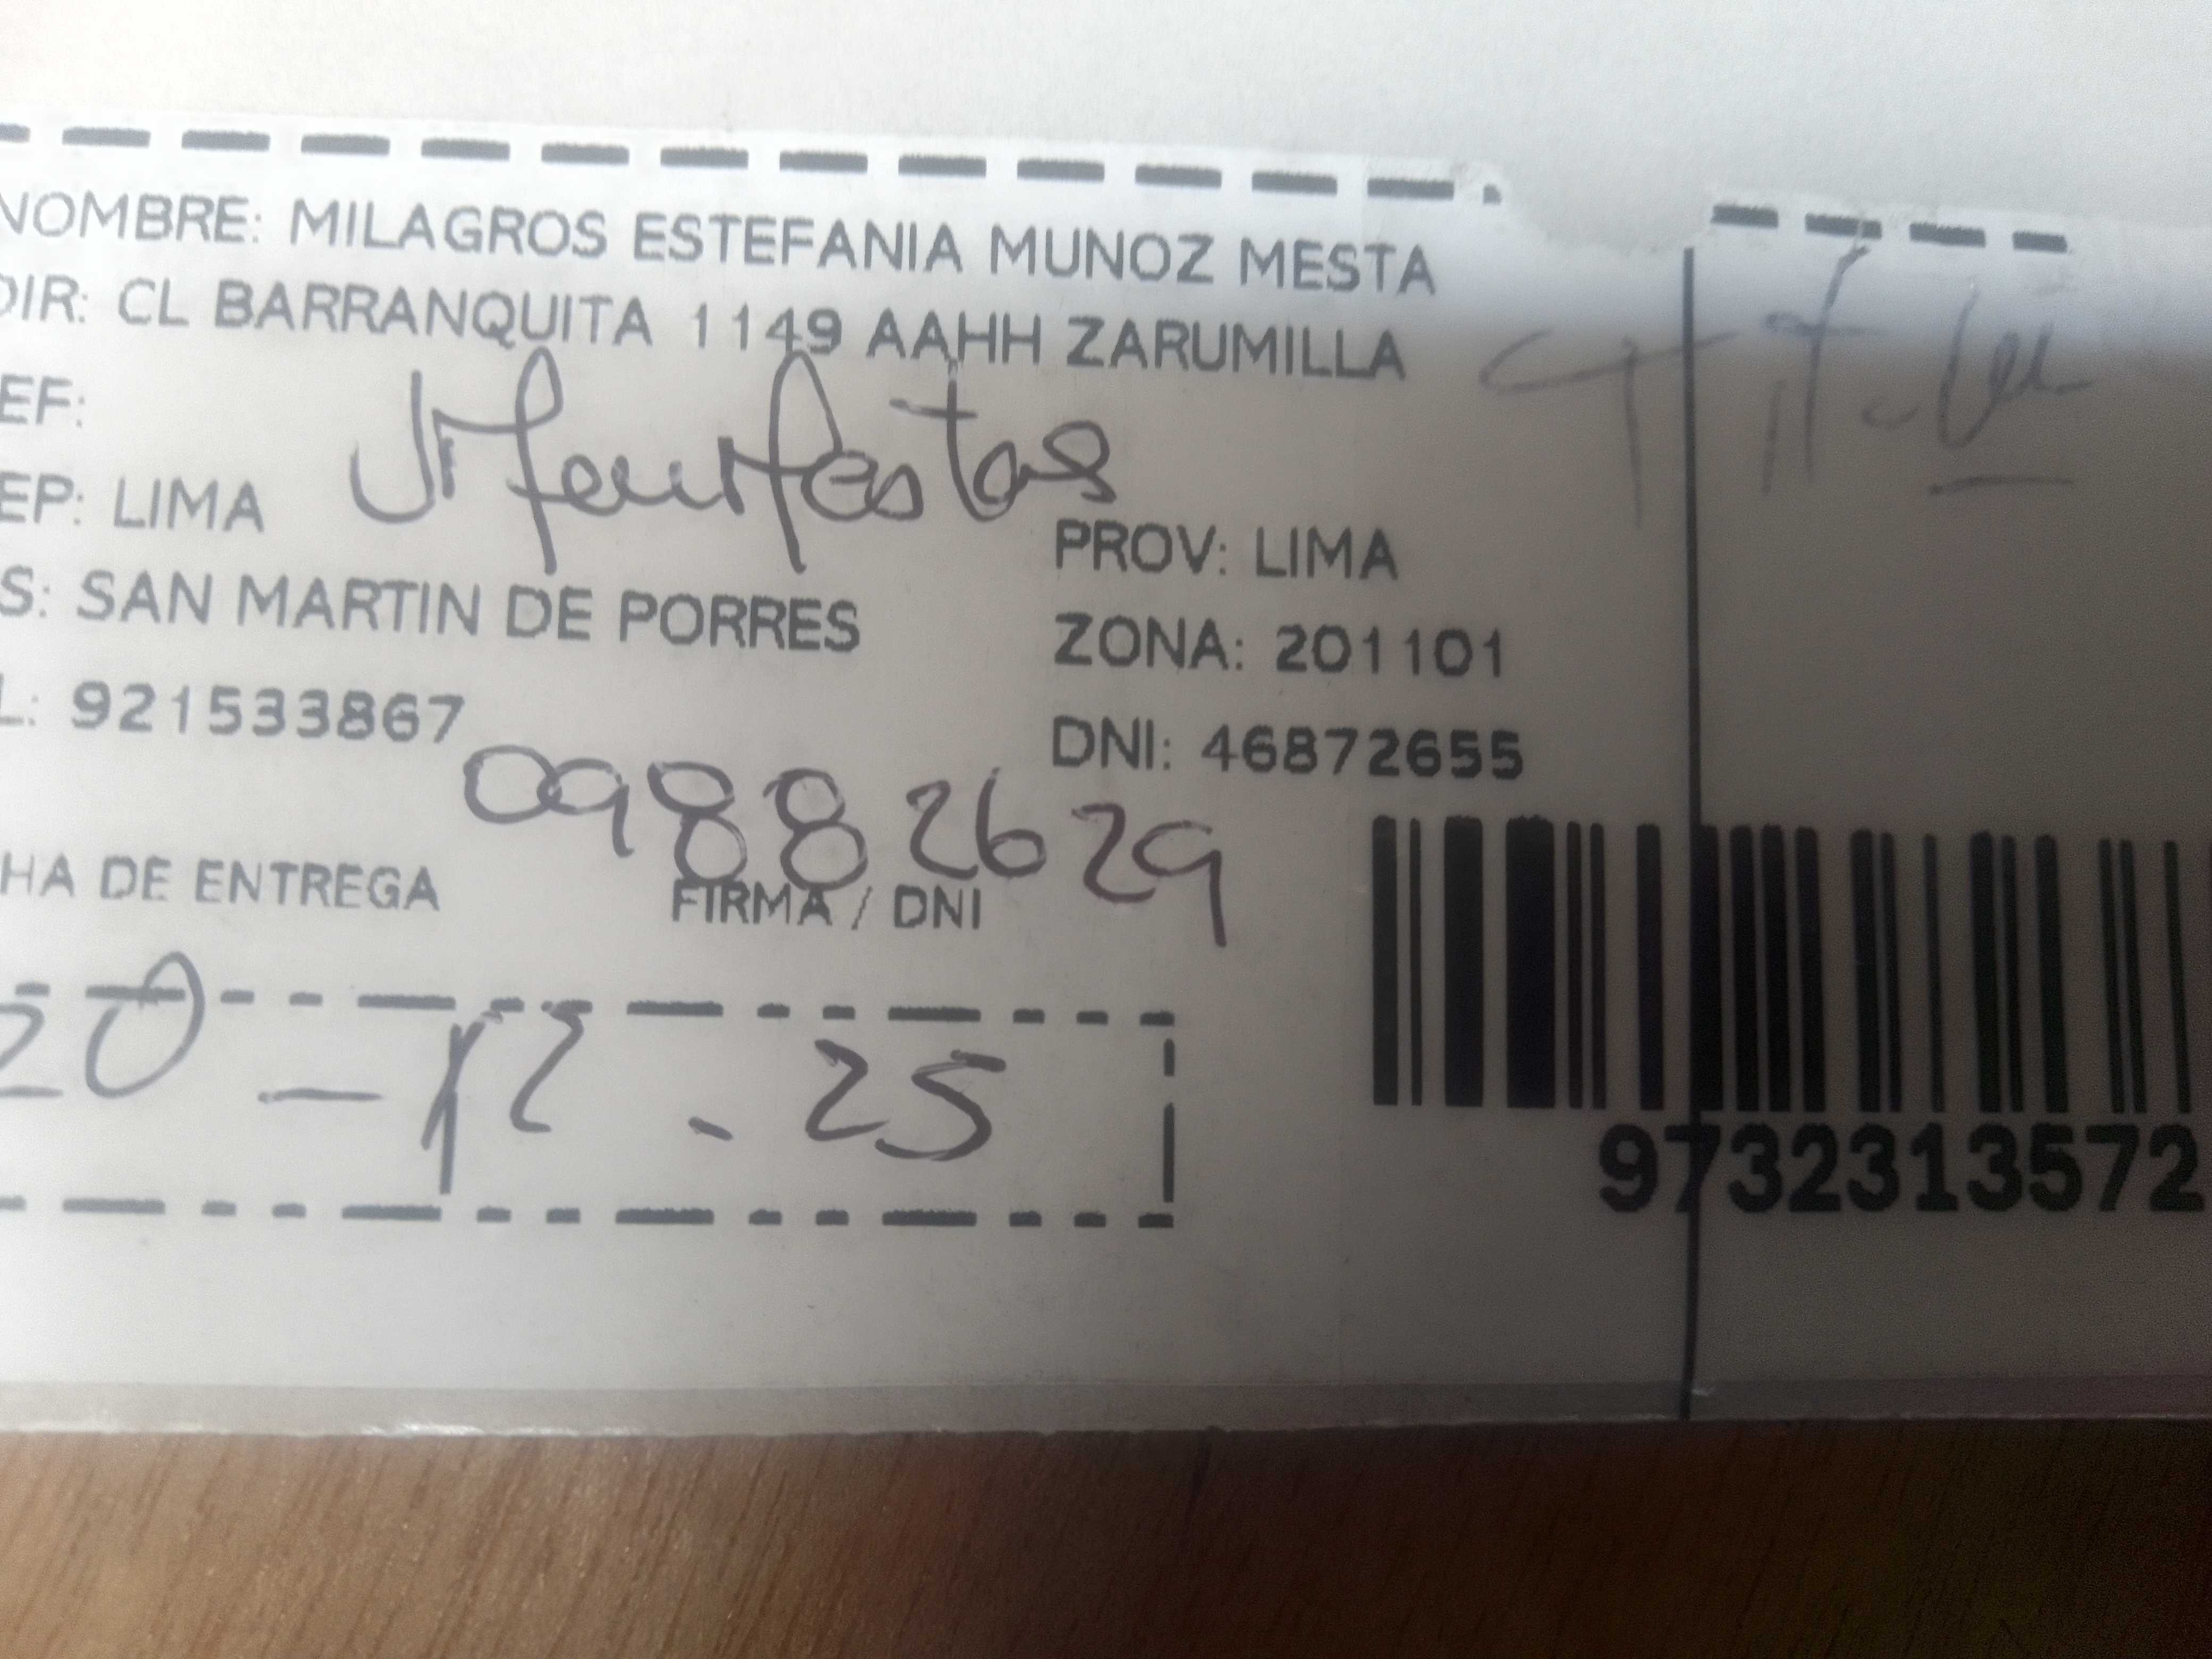 NOMBRE: MILAGROS ESTEFANIA MUNOZ MESTA
DIR: CL BARRANQUITA 1149 AAHH ZARUMILLA
EF:
EP: LIMA
PROV: LIMA
S: SAN MARTIN DE PORRES
ZONA: 201101
L: 921533867
DNI: 46872655
09882629
HA DE ENTREGA
FIRMA / DNI
20-12-25
9732313572